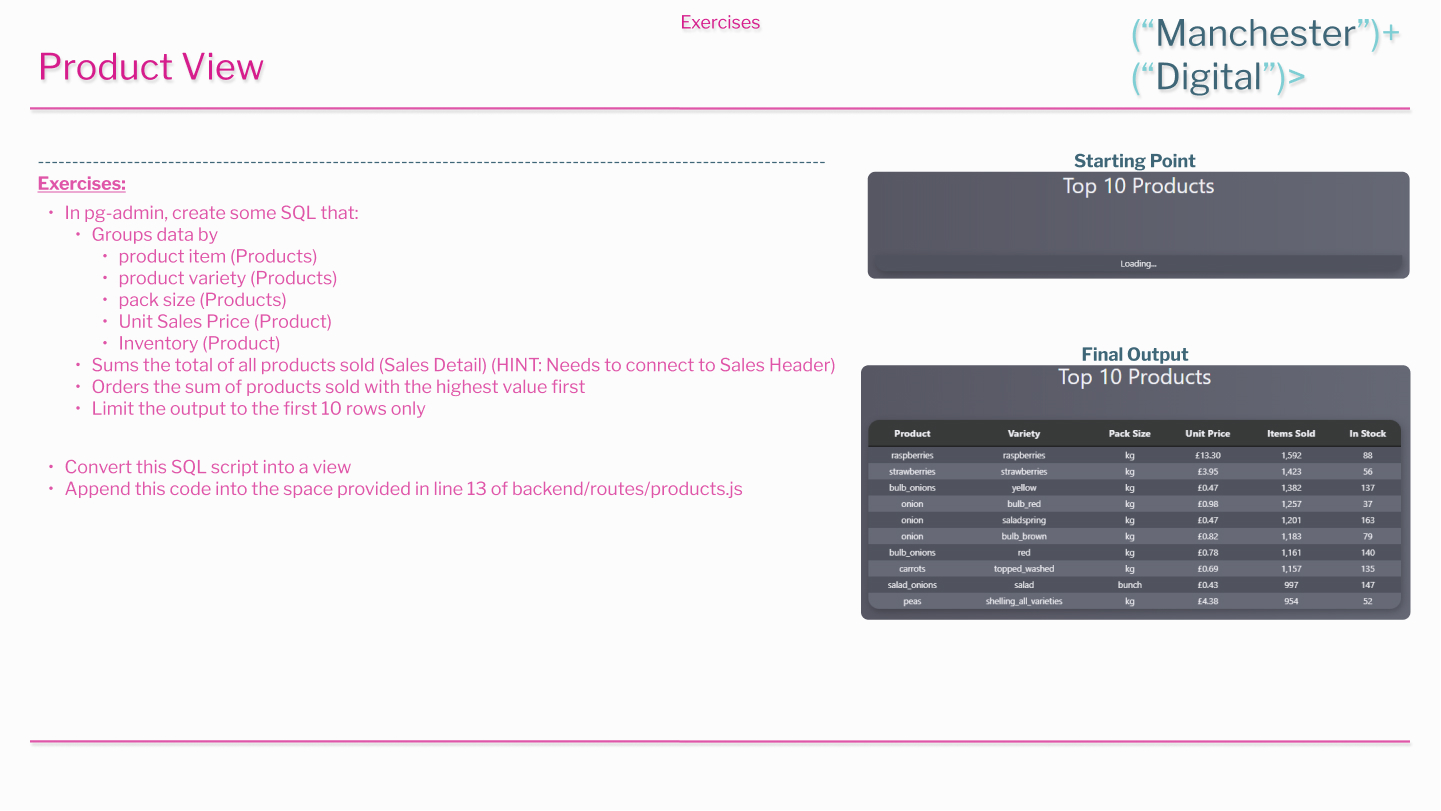 Exercises
Product View
(“Manchester”)+
(“Digital”)>
Exercises:
• In pg-admin, create some SQL that:
• Groups data by
• product item (Products)
• product variety (Products)
• pack size (Products)
• Unit Sales Price (Product)
• Inventory (Product)
• Sums the total of all products sold (Sales Detail) (HINT: Needs to connect to Sales Header)
• Orders the sum of products sold with the highest value first
• Limit the output to the first 10 rows only
• Convert this SQL script into a view
• Append this code into the space provided in line 13 of backend/routes/products.js
Starting Point
Top 10 Products
Loading...
Final Output
Top 10 Products
Product Variety Pack Size Unit Price Items Sold In Stock
raspberries raspberries kg £13.30 1,592 88
strawberries strawberries kg £3.95 1,423 56
bulb_onions yellow kg £0.47 1,382 137
onion bulb_red kg £0.98 1,257 37
onion saladspring kg £0.47 1,201 163
onion bulb_brown kg £0.82 1,183 79
bulb_onions red kg £0.78 1,161 140
carrots topped_washed kg £0.69 1,157 135
salad_onions salad bunch £0.43 997 147
peas shelling_all_varieties kg £4.38 954 52